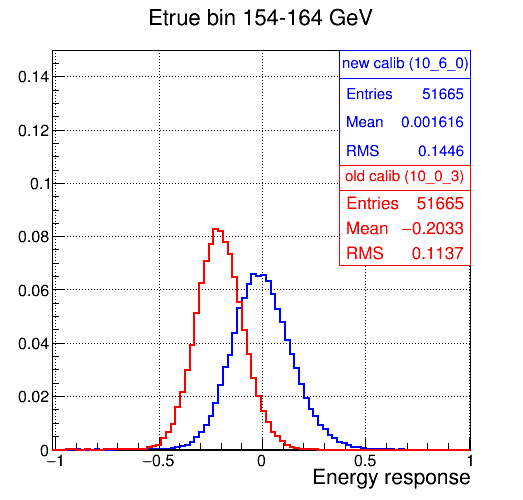 Etrue bin 154-164 GeV
new calib (10_6_0)
Entries 51665
Mean 0.001616
RMS 0.1446
old calib (10_0_3)
Entries 51665
Mean −0.2033
RMS 0.1137
0.14
0.12
0.1
0.08
0.06
0.04
0.02
0
−1 −0.5 0 0.5 1
Energy response